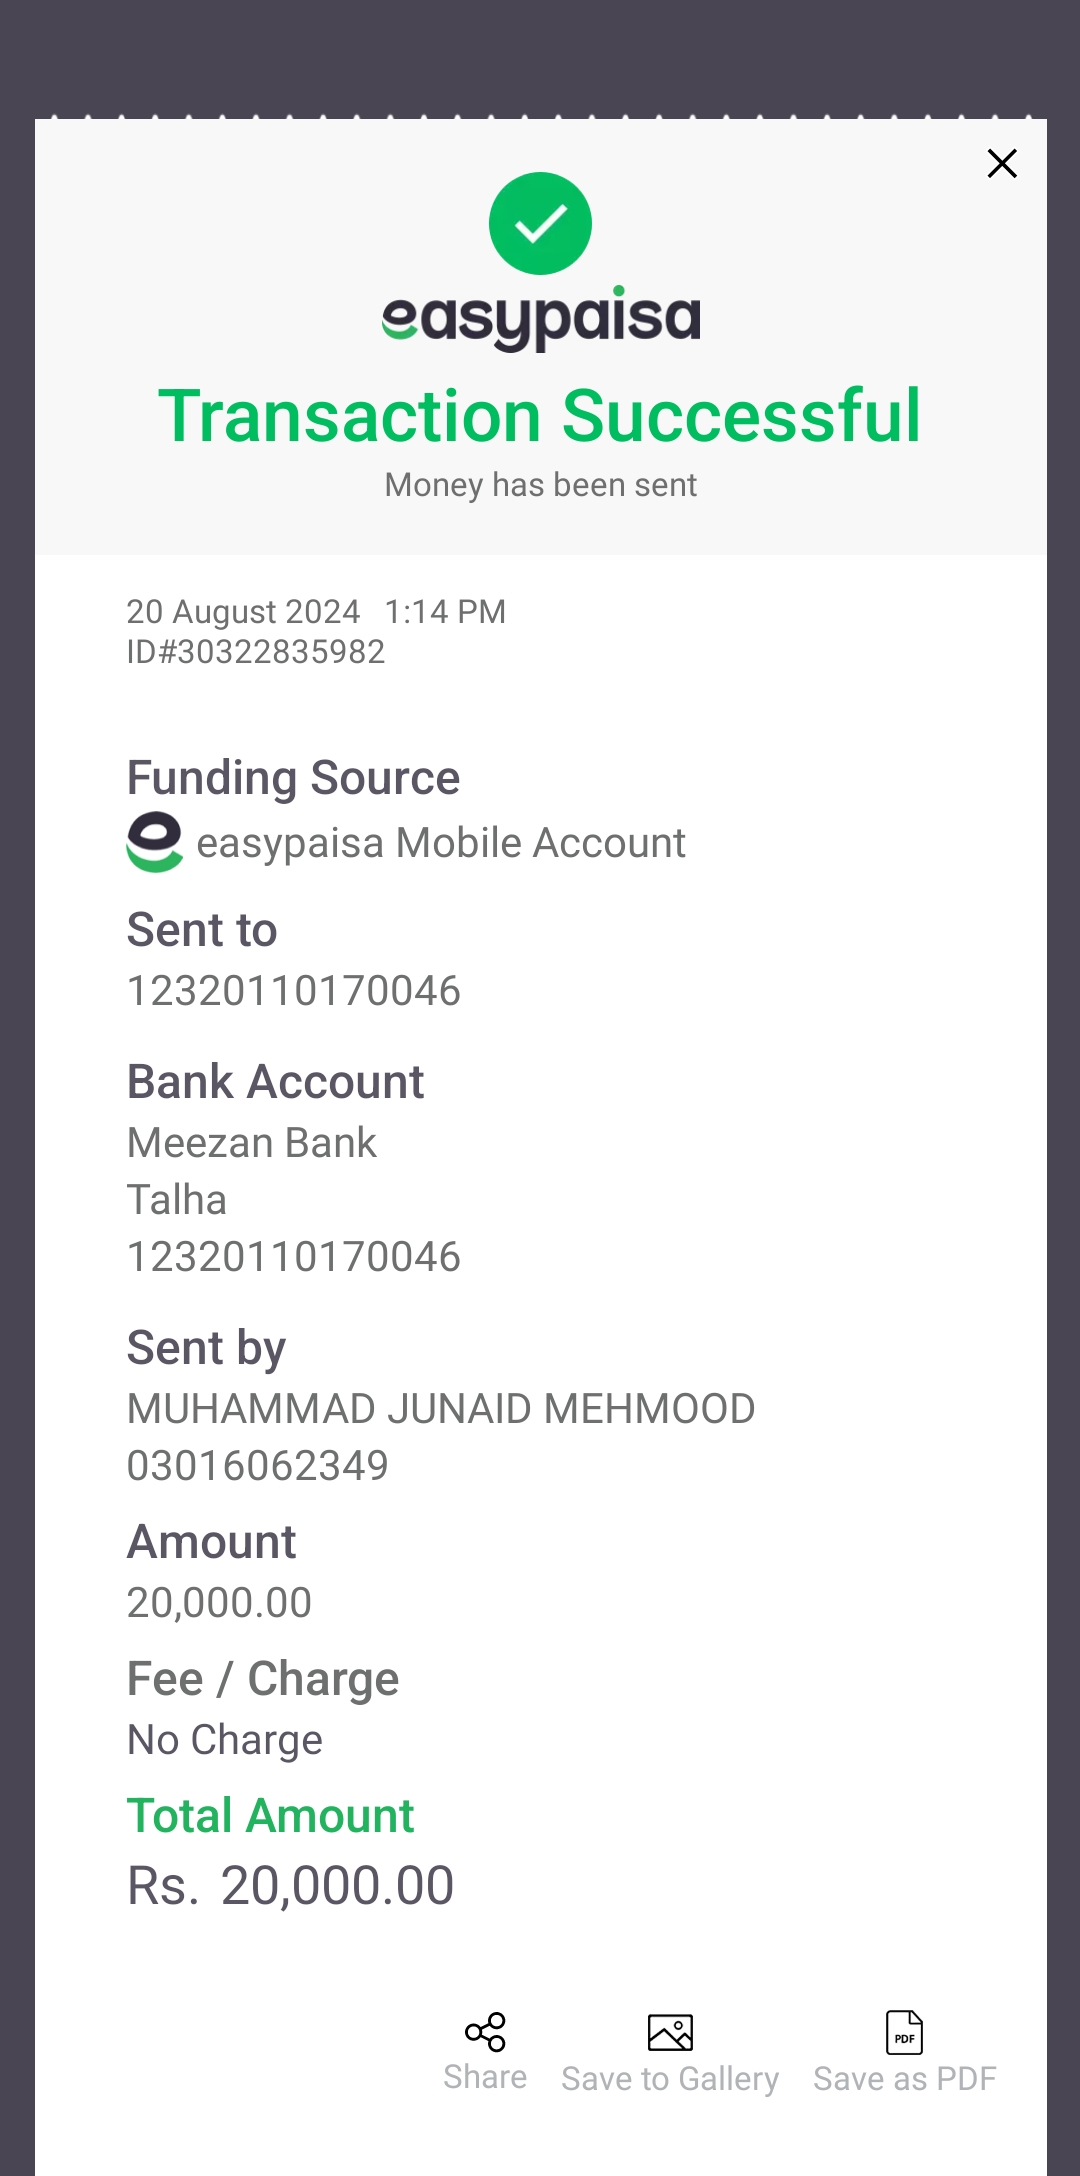 easypaisa
Transaction Successful
Money has been sent
20 August 2024 1:14 PM
ID#30322835982
Funding Source
easypaisa Mobile Account
Sent to
12320110170046
Bank Account
Meezan Bank
Talha
12320110170046
Sent by
MUHAMMAD JUNAID MEHMOOD
03016062349
Amount
20,000.00
Fee / Charge
No Charge
Total Amount
Rs. 20,000.00
PDF
Share Save to Gallery Save as PDF